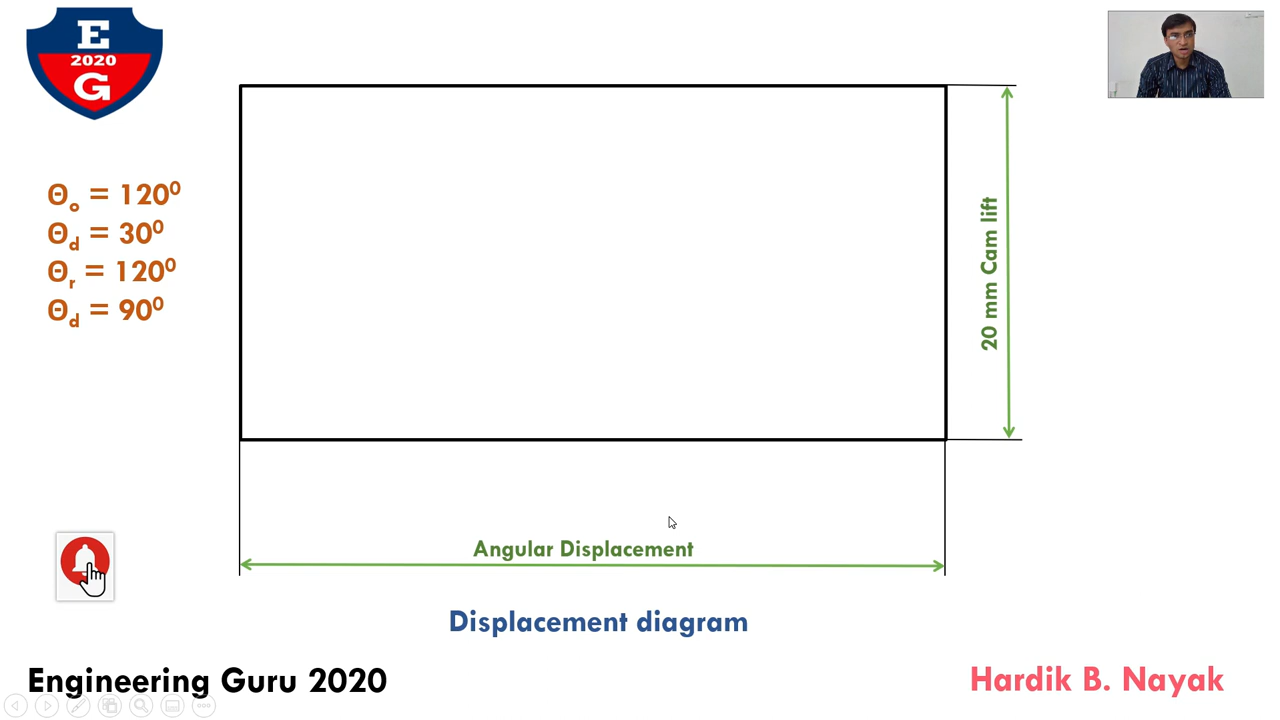 E
2020
G
Θo = 120⁰
Θd = 30⁰
Θr = 120⁰
Θd = 90⁰
20 mm Cam lift
Angular Displacement
Displacement diagram
Engineering Guru 2020
Hardik B. Nayak